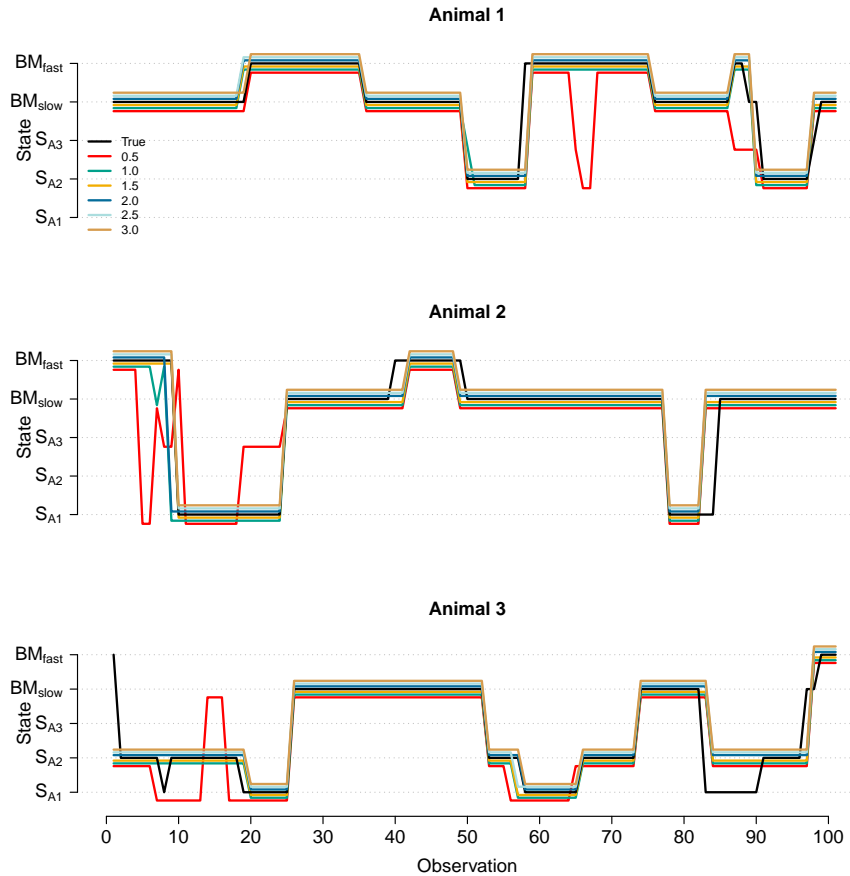 Animal 1
State
BMfast
BMslow
SA3
SA2
SA1
True
0.5
1.0
1.5
2.0
2.5
3.0
Animal 2
State
BMfast
BMslow
SA3
SA2
SA1
Animal 3
State
BMfast
BMslow
SA3
SA2
SA1
0 10 20 30 40 50 60 70 80 90 100
Observation